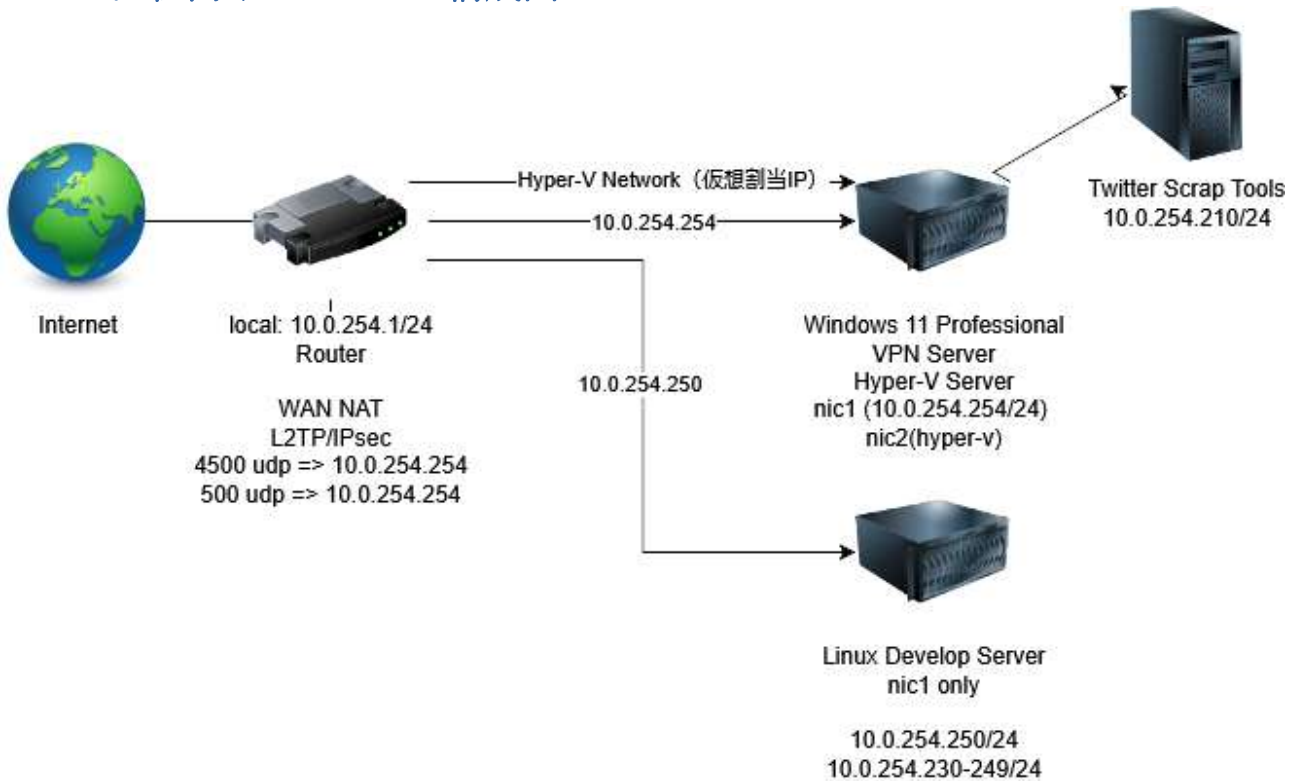 Hyper-V Network（仮想割当IP）
10.0.254.254
Twitter Scrap Tools
10.0.254.210/24
Internet
local: 10.0.254.1/24
Router
WAN NAT
L2TP/IPsec
4500 udp => 10.0.254.254
500 udp => 10.0.254.254
10.0.254.250
Windows 11 Professional
VPN Server
Hyper-V Server
nic1 (10.0.254.254/24)
nic2(hyper-v)
Linux Develop Server
nic1 only
10.0.254.250/24
10.0.254.230-249/24